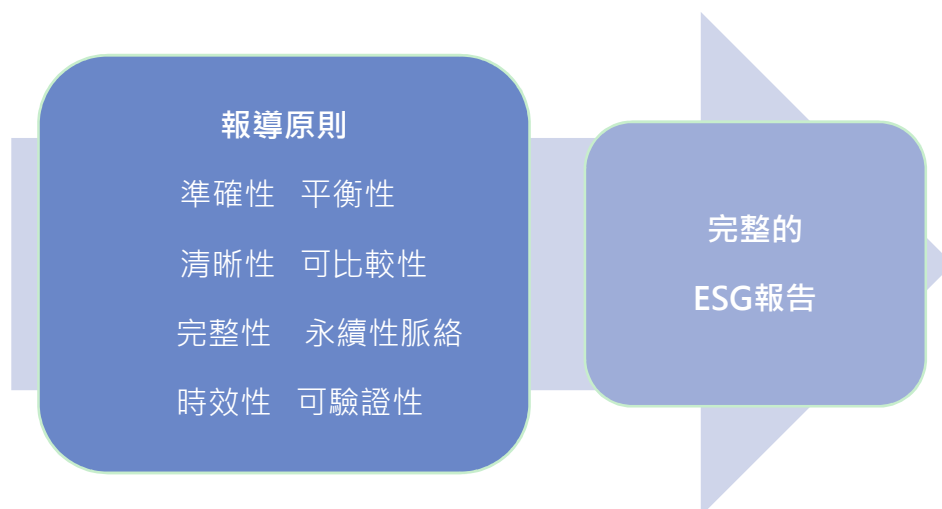 報導原則
準確性 平衡性
清晰性 可比較性
完整性 永續性脈絡
時效性 可驗證性
完整的
ESG報告